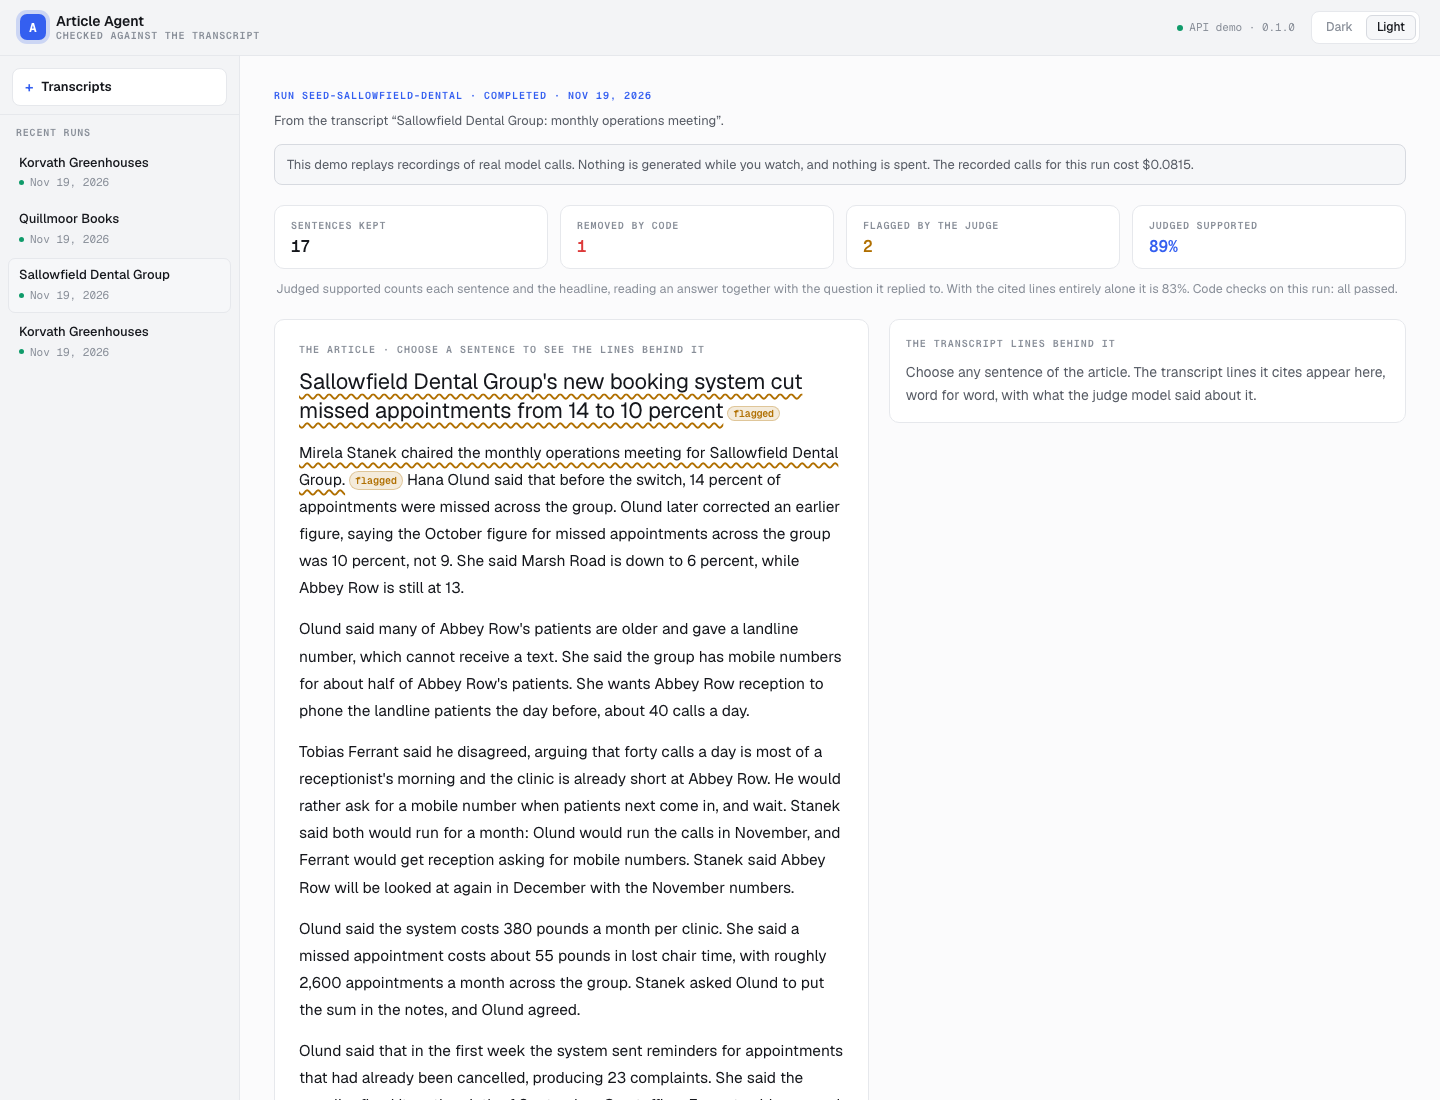 A
Article Agent
CHECKED AGAINST THE TRANSCRIPT
API demo · 0.1.0
Dark
Light
+ Transcripts
RECENT RUNS
Korvath Greenhouses
Nov 19, 2026
Quillmoor Books
Nov 19, 2026
Sallowfield Dental Group
Nov 19, 2026
Korvath Greenhouses
Nov 19, 2026
RUN SEED-SALLOWFIELD-DENTAL · COMPLETED · NOV 19, 2026
From the transcript “Sallowfield Dental Group: monthly operations meeting”.
This demo replays recordings of real model calls. Nothing is generated while you watch, and nothing is spent. The recorded calls for this run cost $0.0815.
SENTENCES KEPT
17
REMOVED BY CODE
1
FLAGGED BY THE JUDGE
2
JUDGED SUPPORTED
89%
Judged supported counts each sentence and the headline, reading an answer together with the question it replied to. With the cited lines entirely alone it is 83%. Code checks on this run: all passed.
THE ARTICLE · CHOOSE A SENTENCE TO SEE THE LINES BEHIND IT
Sallowfield Dental Group's new booking system cut
missed appointments from 14 to 10 percent flagged
Mirela Stanek chaired the monthly operations meeting for Sallowfield Dental
Group. flagged Hana Olund said that before the switch, 14 percent of
appointments were missed across the group. Olund later corrected an earlier
figure, saying the October figure for missed appointments across the group
was 10 percent, not 9. She said Marsh Road is down to 6 percent, while
Abbey Row is still at 13.
Olund said many of Abbey Row's patients are older and gave a landline
number, which cannot receive a text. She said the group has mobile numbers
for about half of Abbey Row's patients. She wants Abbey Row reception to
phone the landline patients the day before, about 40 calls a day.
Tobias Ferrant said he disagreed, arguing that forty calls a day is most of a
receptionist's morning and the clinic is already short at Abbey Row. He would
rather ask for a mobile number when patients next come in, and wait. Stanek
said both would run for a month: Olund would run the calls in November, and
Ferrant would get reception asking for mobile numbers. Stanek said Abbey
Row will be looked at again in December with the November numbers.
Olund said the system costs 380 pounds a month per clinic. She said a
missed appointment costs about 55 pounds in lost chair time, with roughly
2,600 appointments a month across the group. Stanek asked Olund to put
the sum in the notes, and Olund agreed.
Olund said that in the first week the system sent reminders for appointments
that had already been cancelled, producing 23 complaints. She said the
THE TRANSCRIPT LINES BEHIND IT
Choose any sentence of the article. The transcript lines it cites appear here,
word for word, with what the judge model said about it.